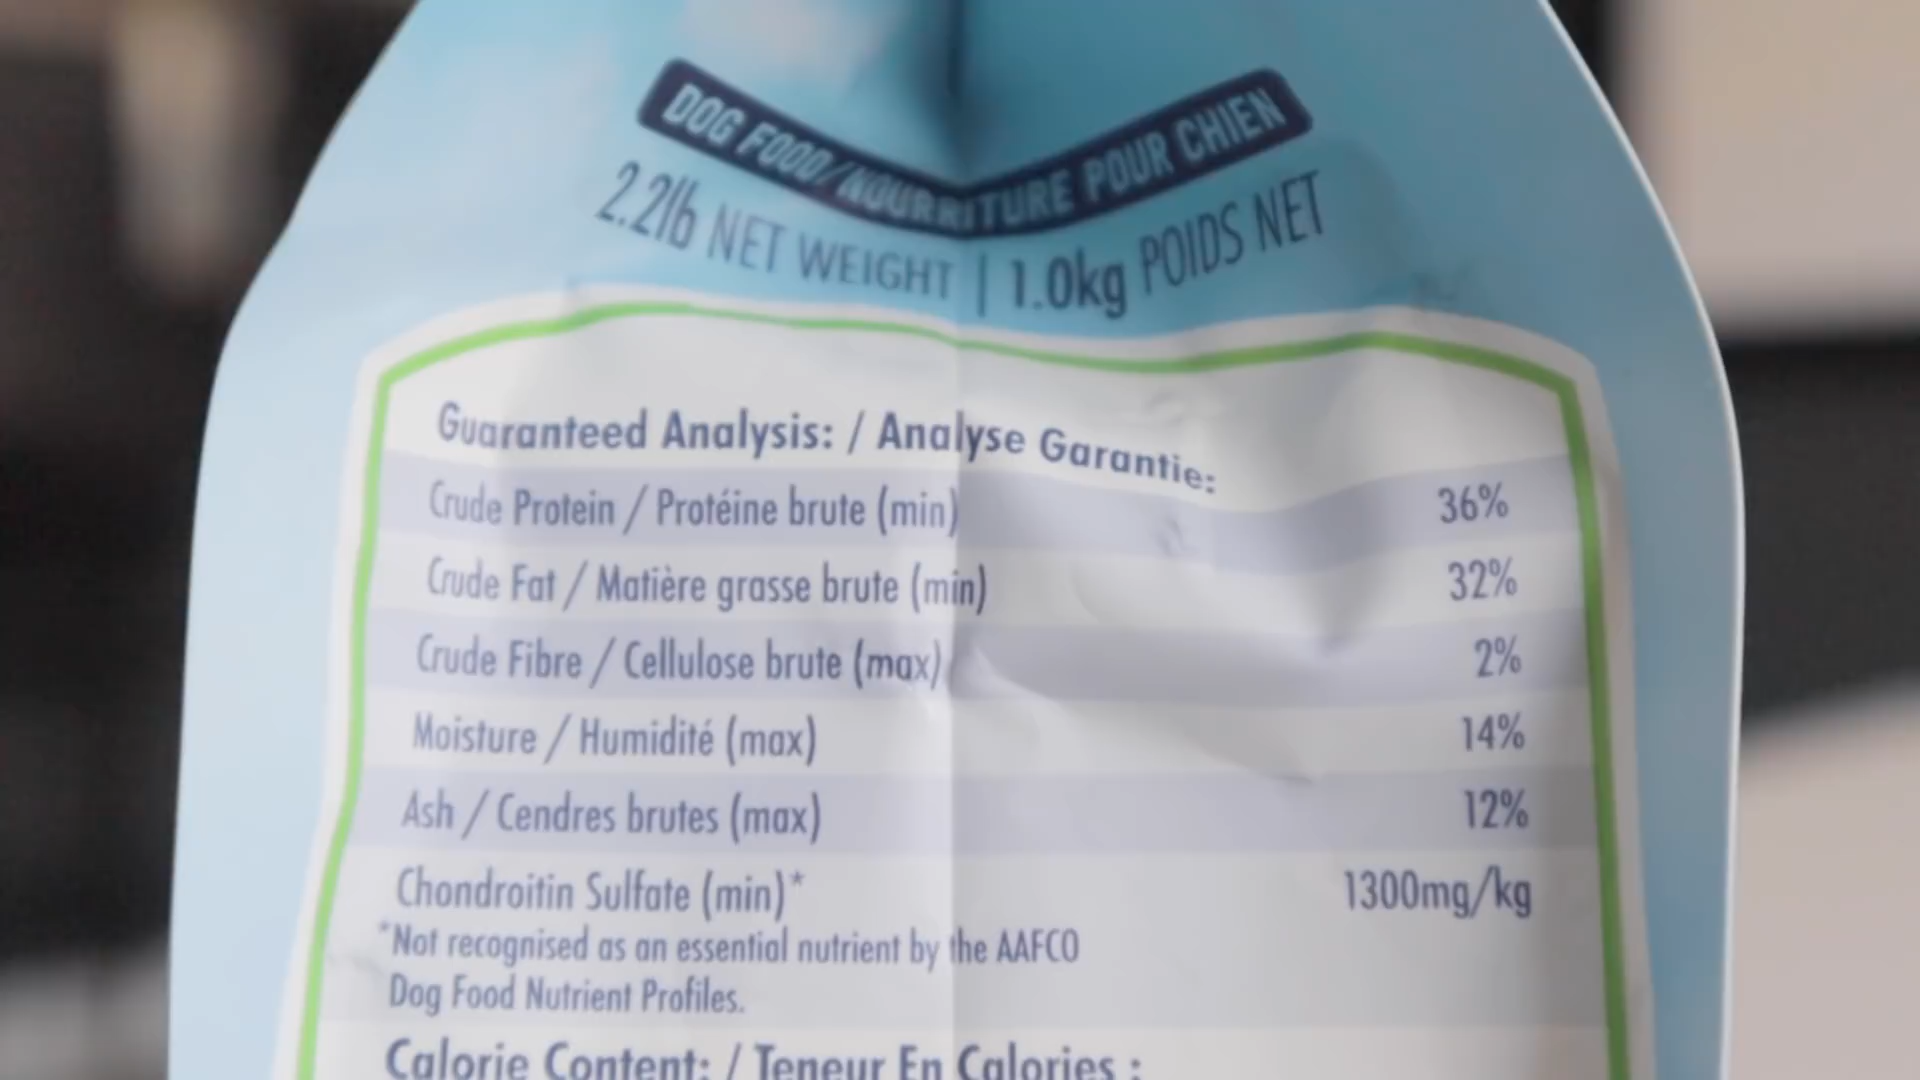 DOG FOOD/NOURRITURE POUR CHIEN
2.2lb NET WEIGHT | 1.0kg POIDS NET
Guaranteed Analysis: / Analyse Garantie:
Crude Protein / Protéine brute (min) 36%
Crude Fat / Matière grasse brute (min) 32%
Crude Fibre / Cellulose brute (max) 2%
Moisture / Humidité (max) 14%
Ash / Cendres brutes (max) 12%
Chondroitin Sulfate (min)* 1300mg/kg
*Not recognised as an essential nutrient by the AAFCO
Dog Food Nutrient Profiles.
Calorie Content: / Teneur En Calories :